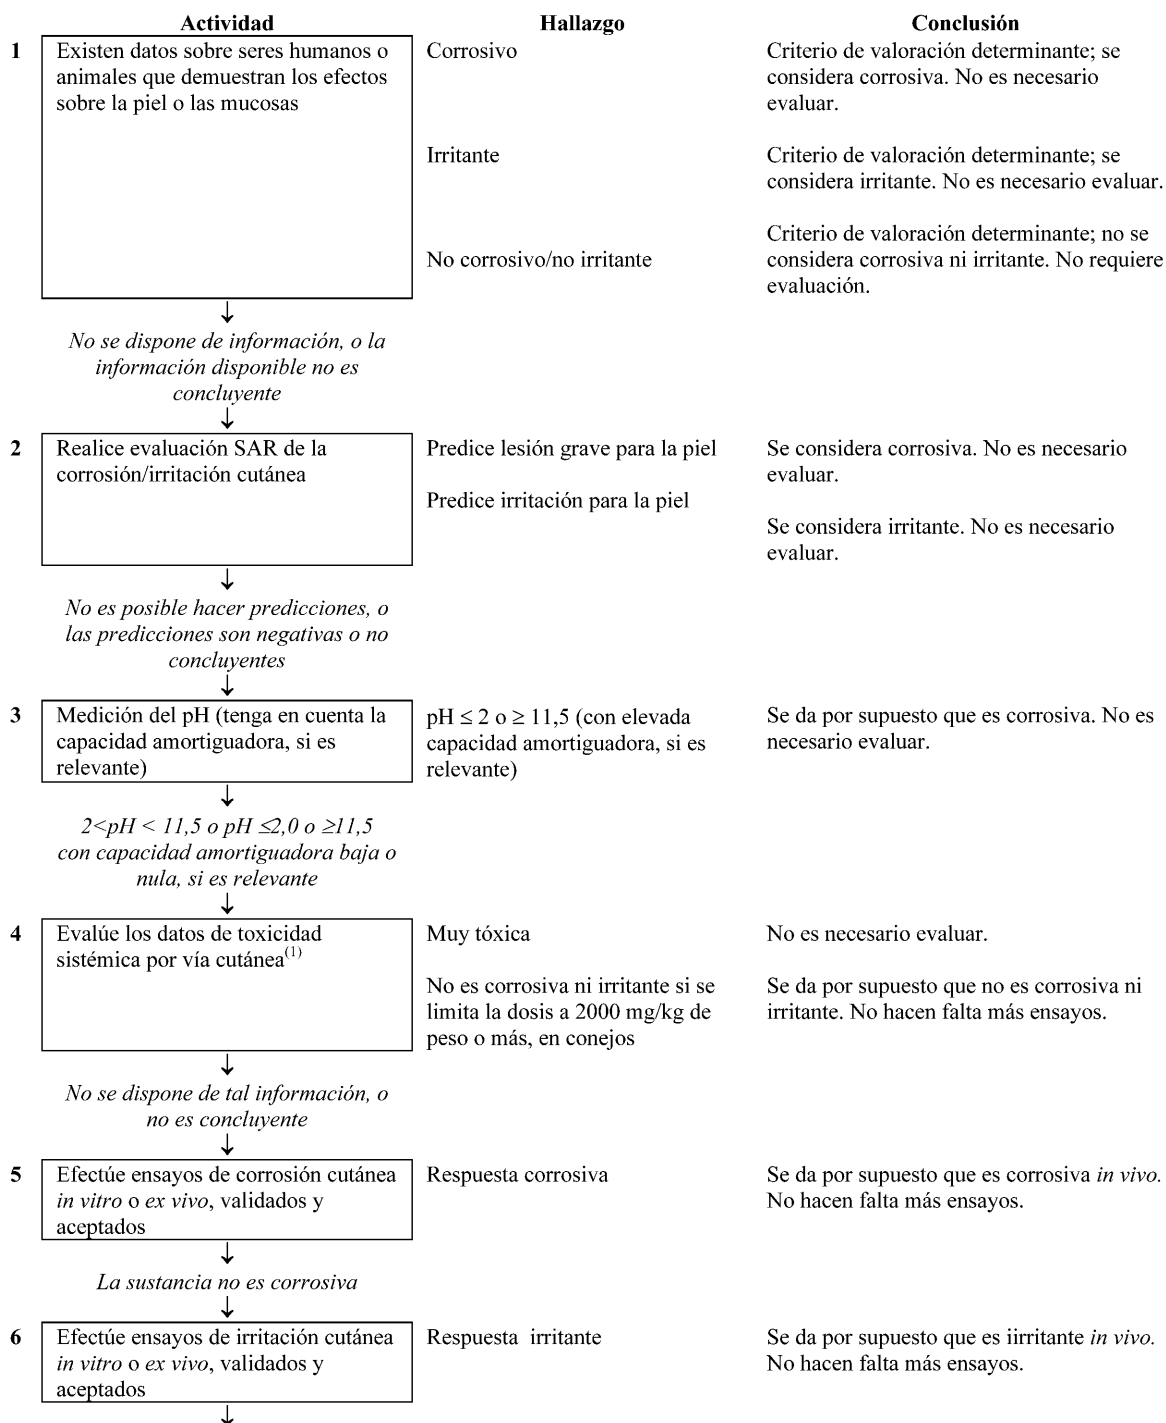 Actividad Hallazgo Conclusión
1 Existen datos sobre seres humanos o Corrosivo Criterio de valoración determinante; se
animales que demuestran los efectos considera corrosiva. No es necesario
sobre la piel o las mucosas evaluar.
Irritante Criterio de valoración determinante; se
considera irritante. No es necesario evaluar.
Criterio de valoración determinante; no se
No corrosivo/no irritante considera corrosiva ni irritante. No requiere
evaluación.
↓
No se dispone de información, o la
información disponible no es
concluyente
↓
2 Realice evaluación SAR de la Predice lesión grave para la piel Se considera corrosiva. No es necesario
corrosión/irritación cutánea evaluar.
Predice irritación para la piel
Se considera irritante. No es necesario
evaluar.
↓
No es posible hacer predicciones, o
las predicciones son negativas o no
concluyentes
↓
3 Medición del pH (tenga en cuenta la pH ≤ 2 o ≥ 11,5 (con elevada Se da por supuesto que es corrosiva. No es
capacidad amortiguadora, si es capacidad amortiguadora, si es necesario evaluar.
relevante) relevante)
↓
2<pH < 11,5 o pH ≤2,0 o ≥11,5
con capacidad amortiguadora baja o
nula, si es relevante
↓
4 Evalúe los datos de toxicidad Muy tóxica No es necesario evaluar.
sistémica por vía cutánea(1)
No es corrosiva ni irritante si se Se da por supuesto que no es corrosiva ni
limita la dosis a 2000 mg/kg de irritante. No hacen falta más ensayos.
peso o más, en conejos
↓
No se dispone de tal información, o
no es concluyente
↓
5 Efectúe ensayos de corrosión cutánea Respuesta corrosiva Se da por supuesto que es corrosiva in vivo.
in vitro o ex vivo, validados y No hacen falta más ensayos.
aceptados
↓
La sustancia no es corrosiva
↓
6 Efectúe ensayos de irritación cutánea Respuesta irritante Se da por supuesto que es iirritante in vivo.
in vitro o ex vivo, validados y No hacen falta más ensayos.
aceptados
↓